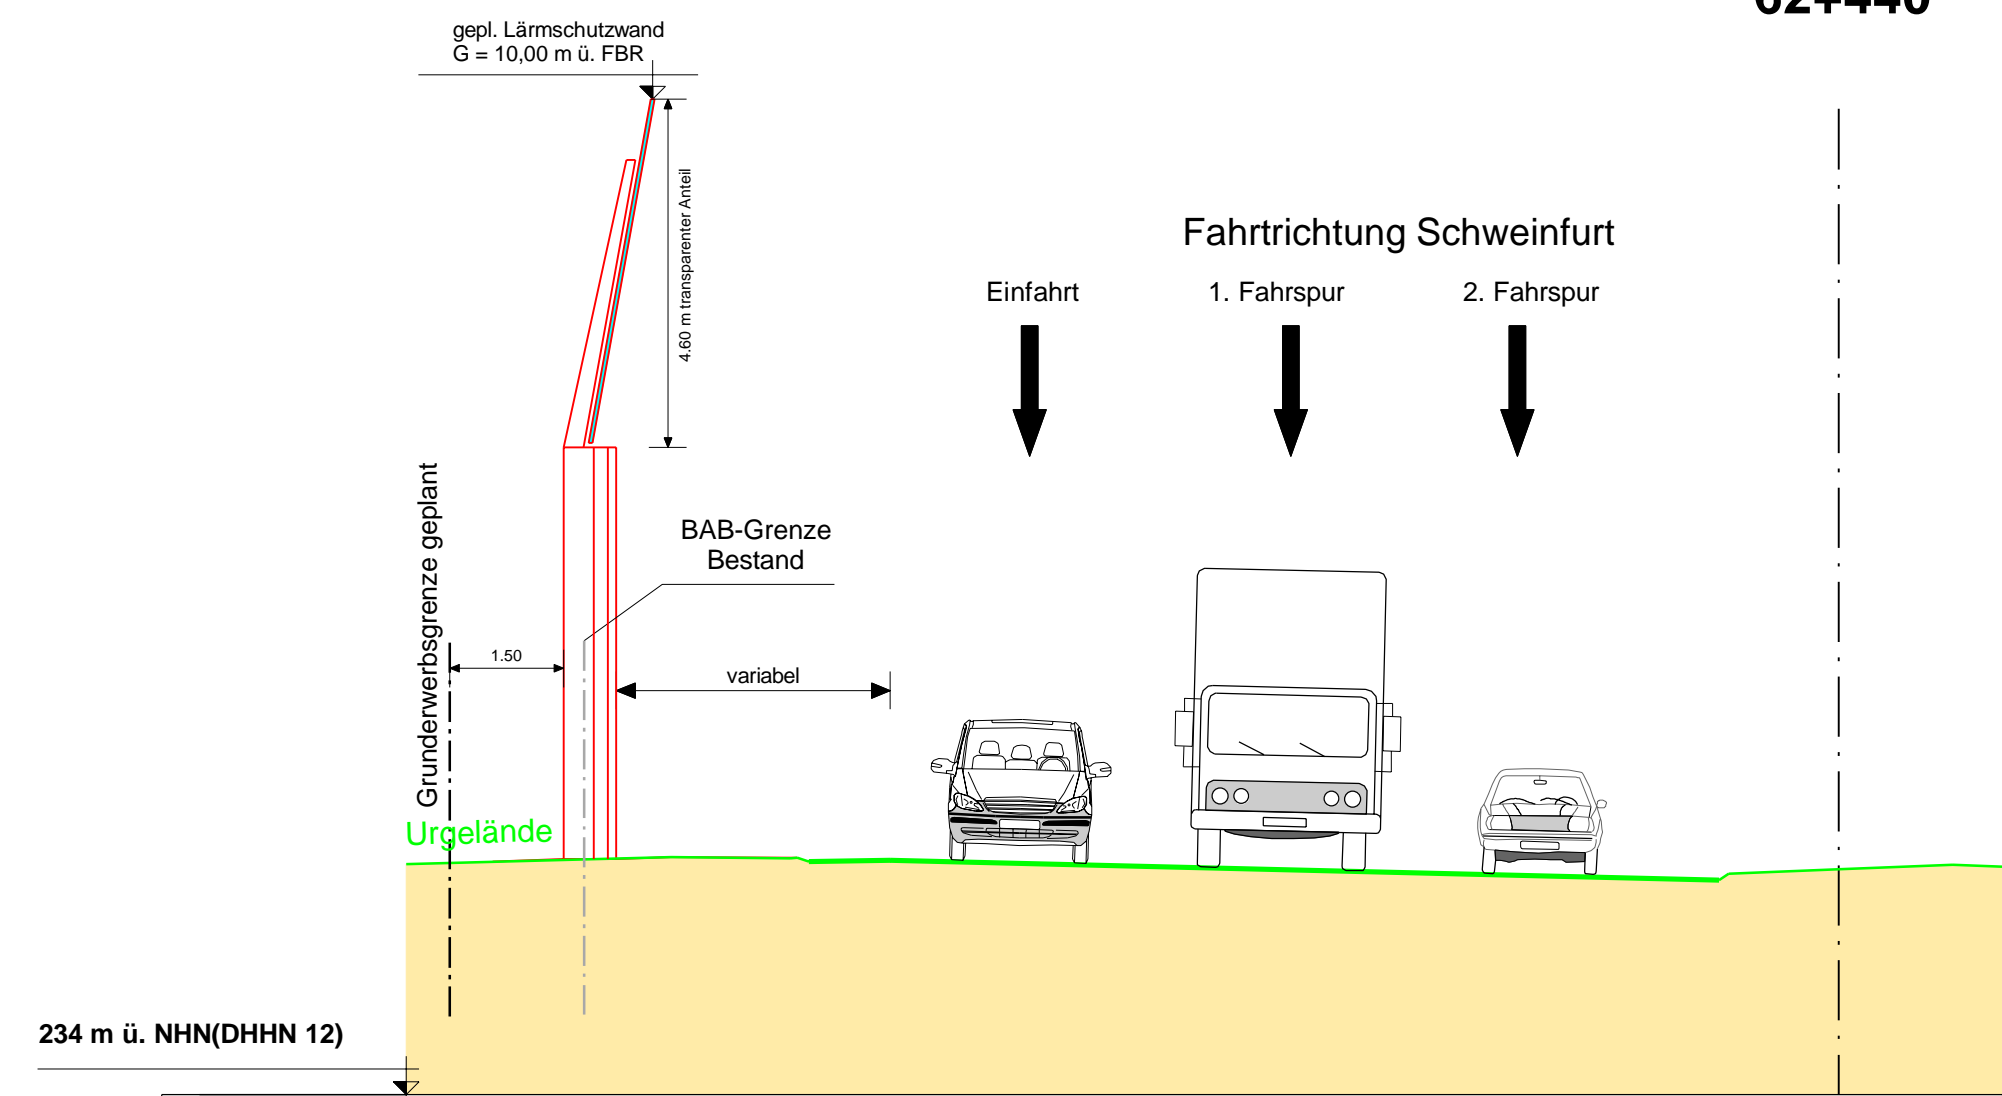 gepl. Lärmschutzwand
G = 10,00 m ü. FBR
4.60 m transparenter Anteil
Fahrtrichtung Schweinfurt
Einfahrt
1. Fahrspur
2. Fahrspur
Grunderwerbsgrenze geplant
BAB-Grenze
Bestand
1.50
variabel
Urgelände
234 m ü. NHN(DHHN 12)